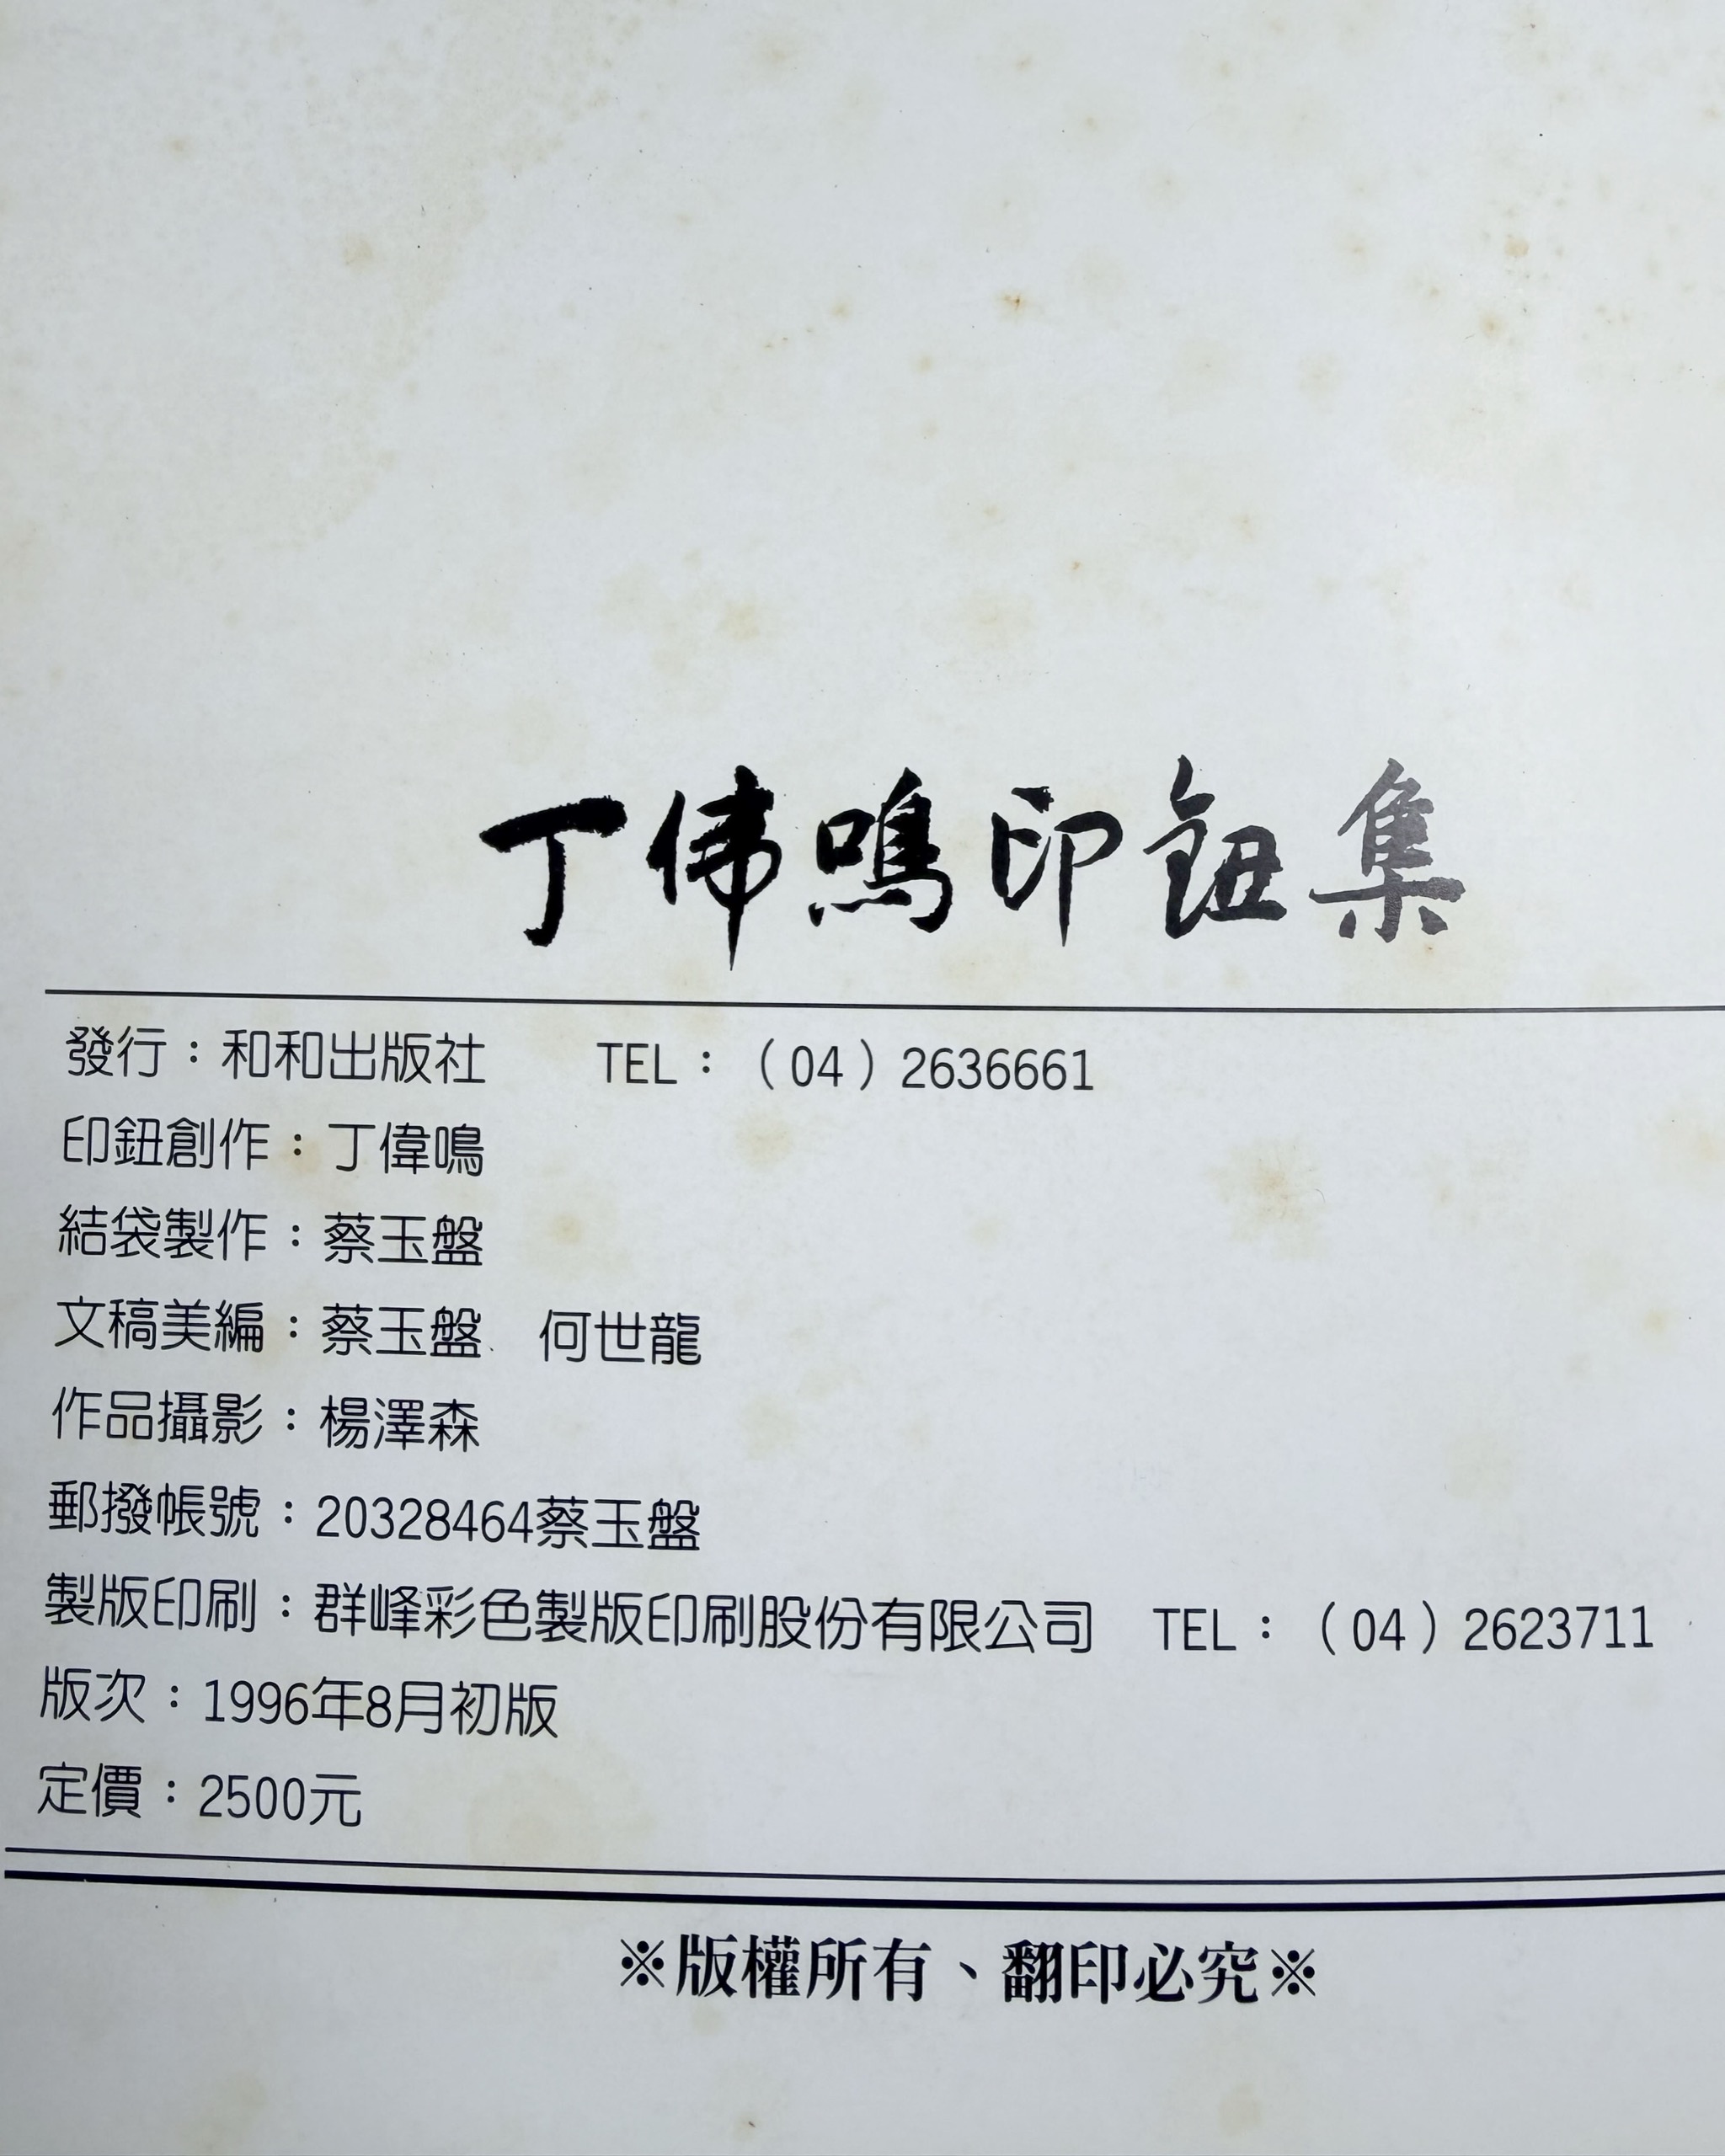 丁偉鳴印鈕集
發行：和和出版社　　TEL：（04）2636661
印鈕創作：丁偉鳴
結袋製作：蔡玉盤
文稿美編：蔡玉盤、何世龍
作品攝影：楊澤森
郵撥帳號：20328464蔡玉盤
製版印刷：群峰彩色製版印刷股份有限公司　TEL：（04）2623711
版次：1996年8月初版
定價：2500元
※版權所有、翻印必究※